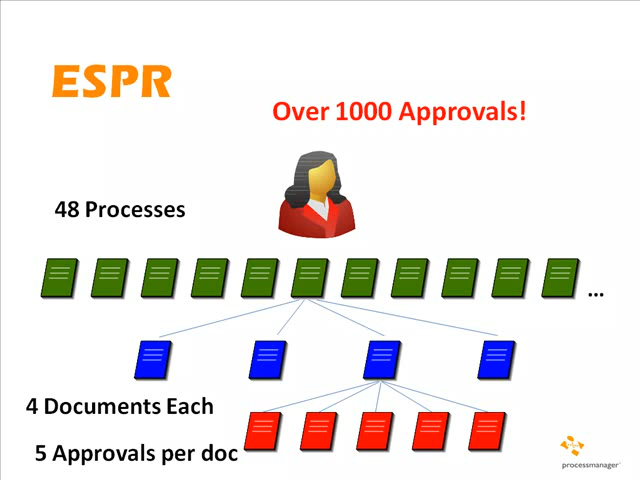 ESPR
Over 1000 Approvals!
48 Processes
...
4 Documents Each
5 Approvals per doc
processmanager